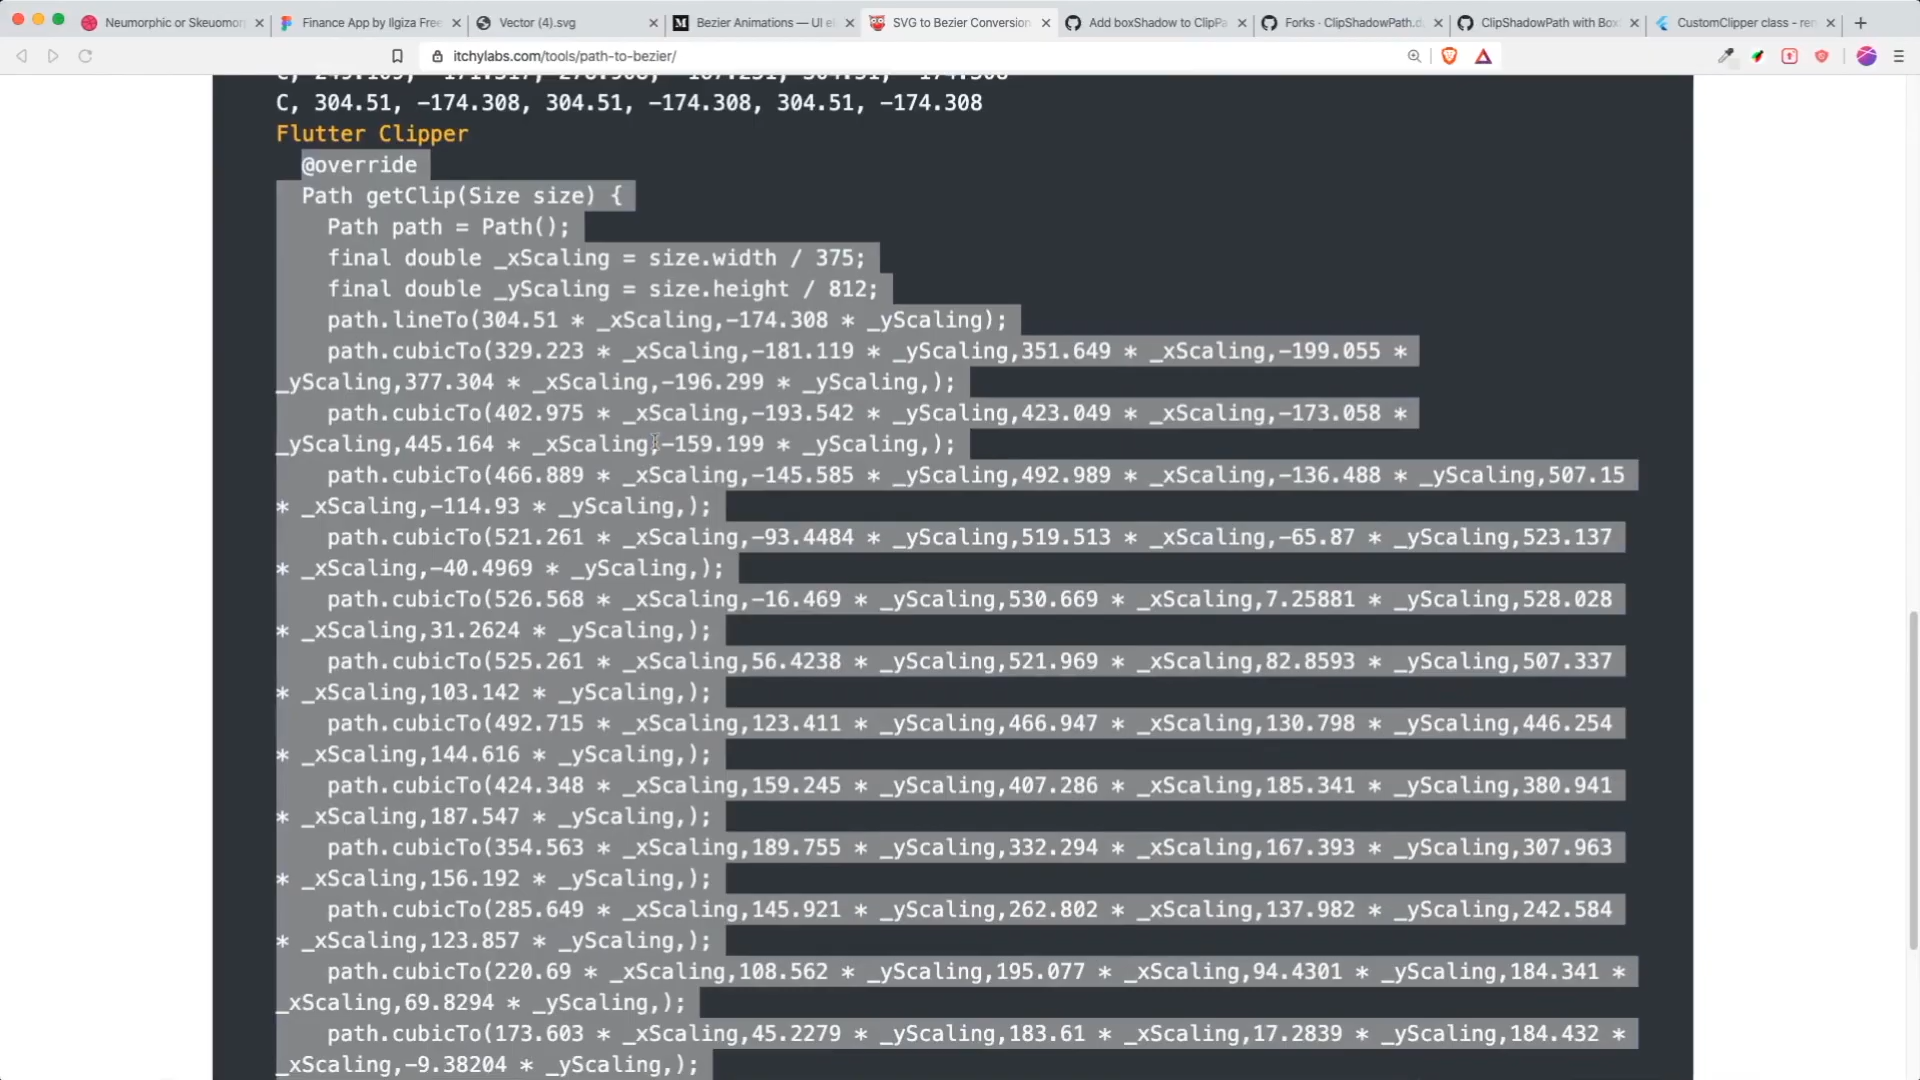 Neumorphic or Skeuomor
Finance App by Ilgiza Free
Vector (4).svg
Bezier Animations — UI el
SVG to Bezier Conversion
Add boxShadow to ClipPa
Forks · ClipShadowPath.d
ClipShadowPath with Box
CustomClipper class - ren
itchylabs.com/tools/path-to-bezier/
C, 304.51, -174.308, 304.51, -174.308, 304.51, -174.308
Flutter Clipper
@override
Path getClip(Size size) {
Path path = Path();
final double _xScaling = size.width / 375;
final double _yScaling = size.height / 812;
path.lineTo(304.51 * _xScaling,-174.308 * _yScaling);
path.cubicTo(329.223 * _xScaling,-181.119 * _yScaling,351.649 * _xScaling,-199.055 *
_yScaling,377.304 * _xScaling,-196.299 * _yScaling,);
path.cubicTo(402.975 * _xScaling,-193.542 * _yScaling,423.049 * _xScaling,-173.058 *
_yScaling,445.164 * _xScaling,-159.199 * _yScaling,);
path.cubicTo(466.889 * _xScaling,-145.585 * _yScaling,492.989 * _xScaling,-136.488 * _yScaling,507.15
* _xScaling,-114.93 * _yScaling,);
path.cubicTo(521.261 * _xScaling,-93.4484 * _yScaling,519.513 * _xScaling,-65.87 * _yScaling,523.137
* _xScaling,-40.4969 * _yScaling,);
path.cubicTo(526.568 * _xScaling,-16.469 * _yScaling,530.669 * _xScaling,7.25881 * _yScaling,528.028
* _xScaling,31.2624 * _yScaling,);
path.cubicTo(525.261 * _xScaling,56.4238 * _yScaling,521.969 * _xScaling,82.8593 * _yScaling,507.337
* _xScaling,103.142 * _yScaling,);
path.cubicTo(492.715 * _xScaling,123.411 * _yScaling,466.947 * _xScaling,130.798 * _yScaling,446.254
* _xScaling,144.616 * _yScaling,);
path.cubicTo(424.348 * _xScaling,159.245 * _yScaling,407.286 * _xScaling,185.341 * _yScaling,380.941
* _xScaling,187.547 * _yScaling,);
path.cubicTo(354.563 * _xScaling,189.755 * _yScaling,332.294 * _xScaling,167.393 * _yScaling,307.963
* _xScaling,156.192 * _yScaling,);
path.cubicTo(285.649 * _xScaling,145.921 * _yScaling,262.802 * _xScaling,137.982 * _yScaling,242.584
* _xScaling,123.857 * _yScaling,);
path.cubicTo(220.69 * _xScaling,108.562 * _yScaling,195.077 * _xScaling,94.4301 * _yScaling,184.341 *
_xScaling,69.8294 * _yScaling,);
path.cubicTo(173.603 * _xScaling,45.2279 * _yScaling,183.61 * _xScaling,17.2839 * _yScaling,184.432 *
_xScaling,-9.38204 * _yScaling,);